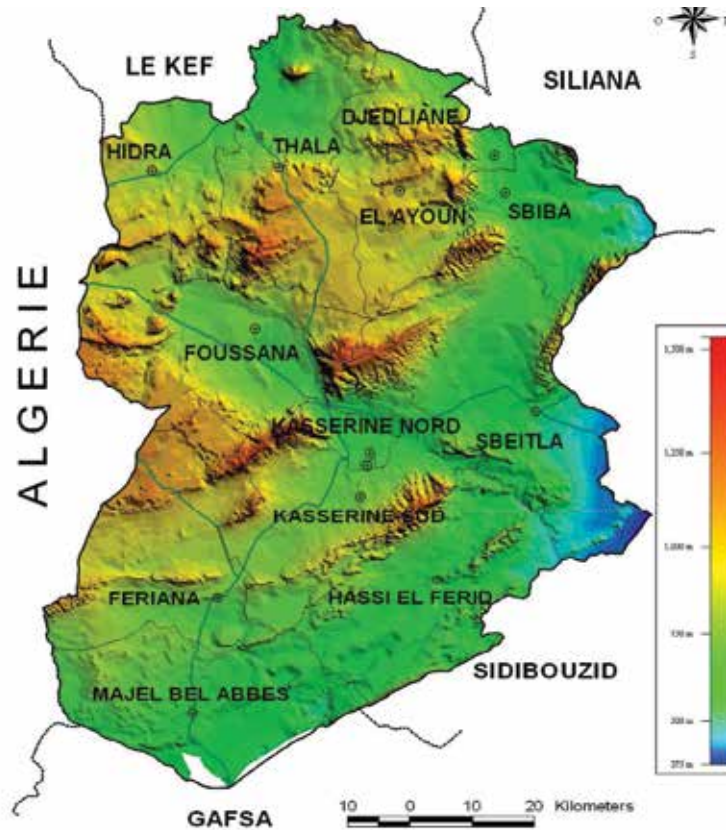 LE KEF
SILIANA
O
S
DJEDLIANE
HIDRA
THALA
EL AYOUN
SBIBA
ALGERIE
FOUSSANA
KASSERINE NORD
SBEITLA
KASSERINE SUD
FERIANA
HASSI EL FERID
SIDIBOUZID
MAJEL BEL ABBES
GAFSA
10 0 10 20 Kilometers